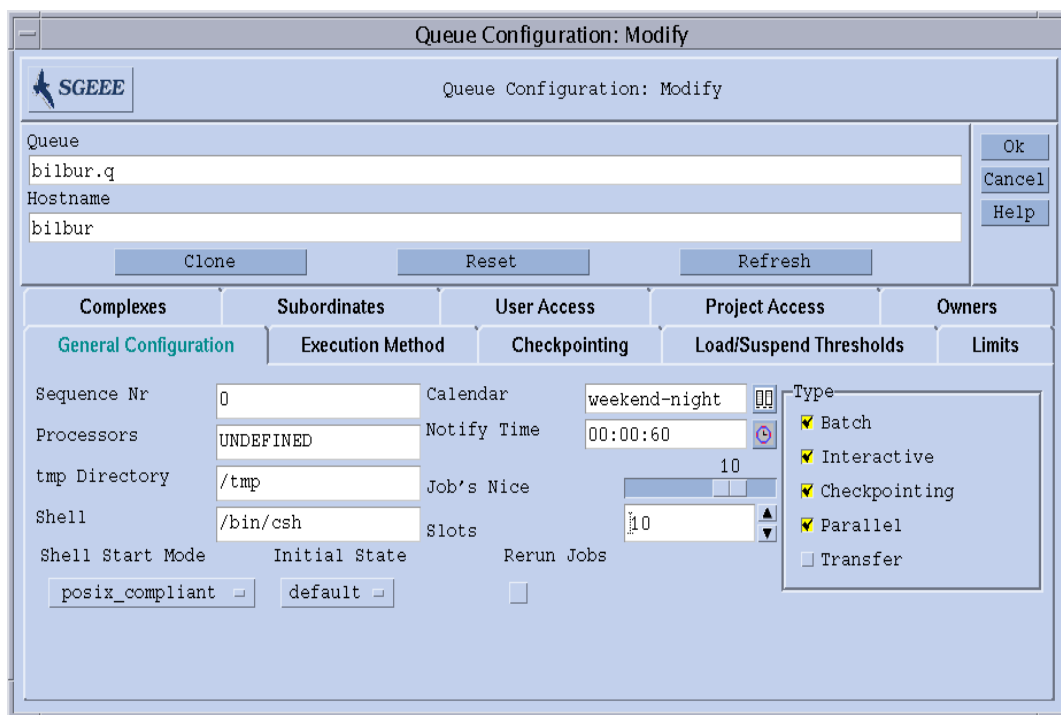 Queue Configuration: Modify
SGEEE
Queue Configuration: Modify
Queue
bilbur.q
Hostname
bilbur
Clone Reset Refresh
Ok
Cancel
Help
Complexes Subordinates User Access Project Access Owners
General Configuration Execution Method Checkpointing Load/Suspend Thresholds Limits
Sequence Nr 0
Processors UNDEFINED
tmp Directory /tmp
Shell /bin/csh
Shell Start Mode Initial State Rerun Jobs
posix_compliant default
Calendar weekend-night
Notify Time 00:00:60
10
Job's Nice
Slots 10
Type
Batch
Interactive
Checkpointing
Parallel
Transfer